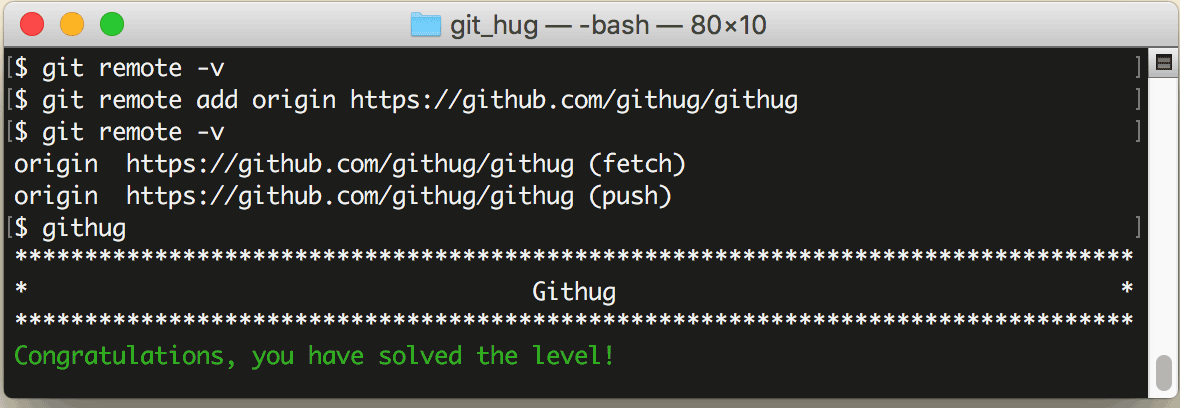 git_hug — -bash — 80×10
[$ git remote -v ]
[$ git remote add origin https://github.com/githug/githug ]
[$ git remote -v ]
origin  https://github.com/githug/githug (fetch)
origin  https://github.com/githug/githug (push)
[$ githug ]
********************************************************************************
*                                    Githug                                    *
********************************************************************************
Congratulations, you have solved the level!